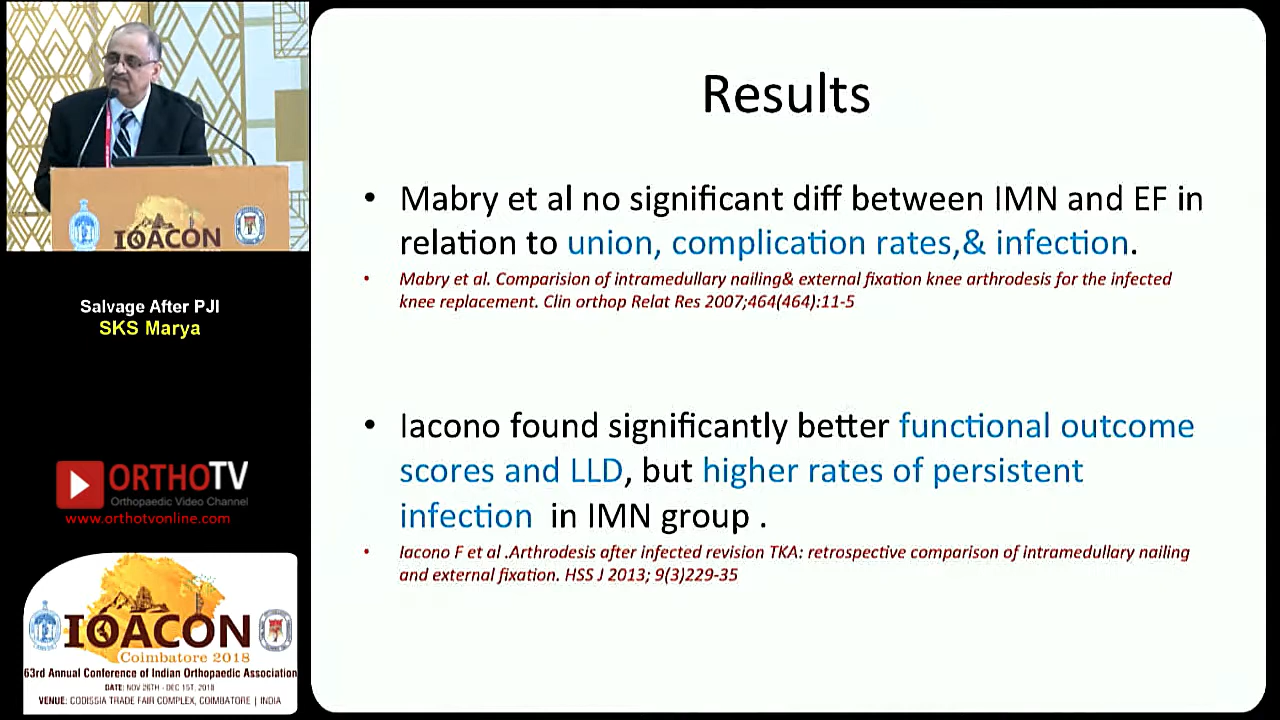 Results
• Mabry et al no significant diff between IMN and EF in
relation to union, complication rates,& infection.
• Mabry et al. Comparision of intramedullary nailing& external fixation knee arthrodesis for the infected
knee replacement. Clin orthop Relat Res 2007;464(464):11-5
• Iacono found significantly better functional outcome
scores and LLD, but higher rates of persistent
infection in IMN group .
• Iacono F et al .Arthrodesis after infected revision TKA: retrospective comparison of intramedullary nailing
and external fixation. HSS J 2013; 9(3)229-35
IOACON
Salvage After PJI
SKS Marya
ORTHOTV
Orthopaedic Video Channel
www.orthotvonline.com
IOACON
Coimbatore 2018
63rd Annual Conference of Indian Orthopaedic Association
DATE: NOV 26TH - DEC 1ST, 2018
VENUE: CODISSIA TRADE FAIR COMPLEX, COIMBATORE | INDIA